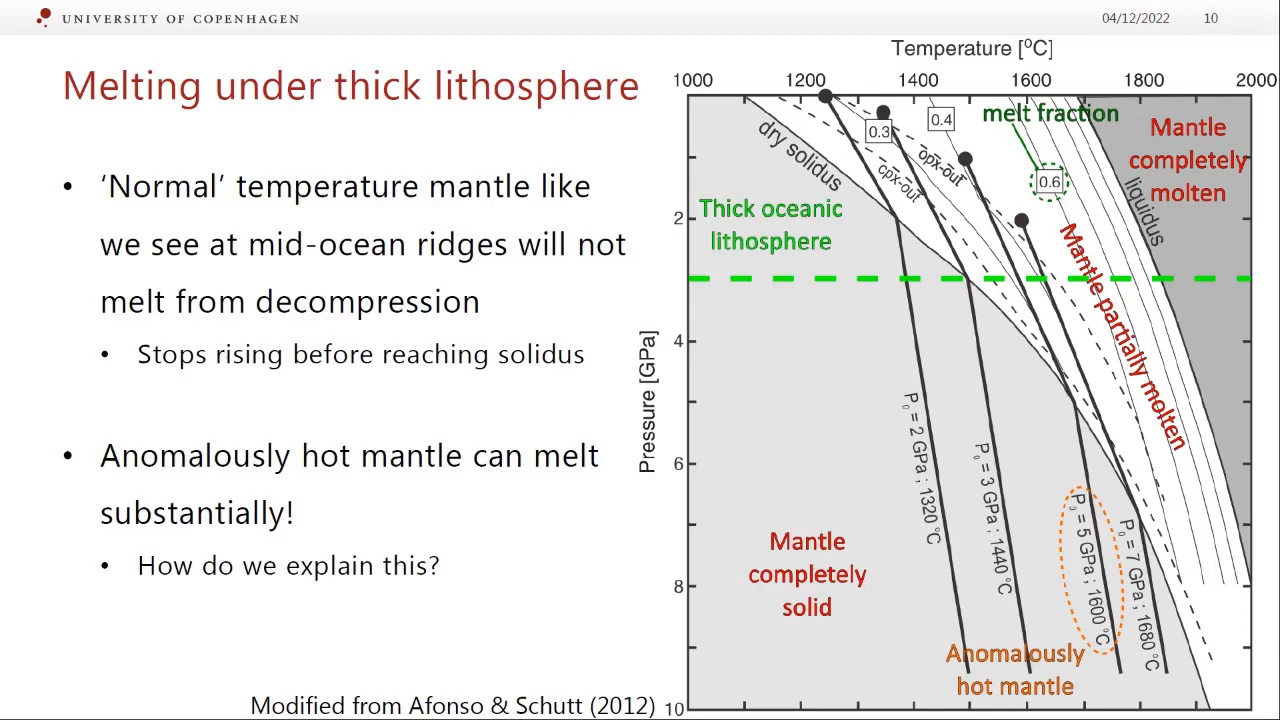 UNIVERSITY OF COPENHAGEN
04/12/2022
10
Melting under thick lithosphere
• ‘Normal’ temperature mantle like
we see at mid-ocean ridges will not
melt from decompression
• Stops rising before reaching solidus
• Anomalously hot mantle can melt
substantially!
• How do we explain this?
Modified from Afonso & Schutt (2012)
Temperature [°C]
1000 1200 1400 1600 1800 2000
Pressure [GPa]
2
4
6
8
10
dry solidus
0.3
0.4
melt fraction
0.6
cpx-out
opx-out
liquidus
Mantle
completely
molten
Thick oceanic
lithosphere
Mantle partially molten
P₀ = 2 GPa ; 1320 °C
P₀ = 3 GPa ; 1440 °C
P₀ = 5 GPa ; 1600 °C
P₀ = 7 GPa ; 1680 °C
Mantle
completely
solid
Anomalously
hot mantle